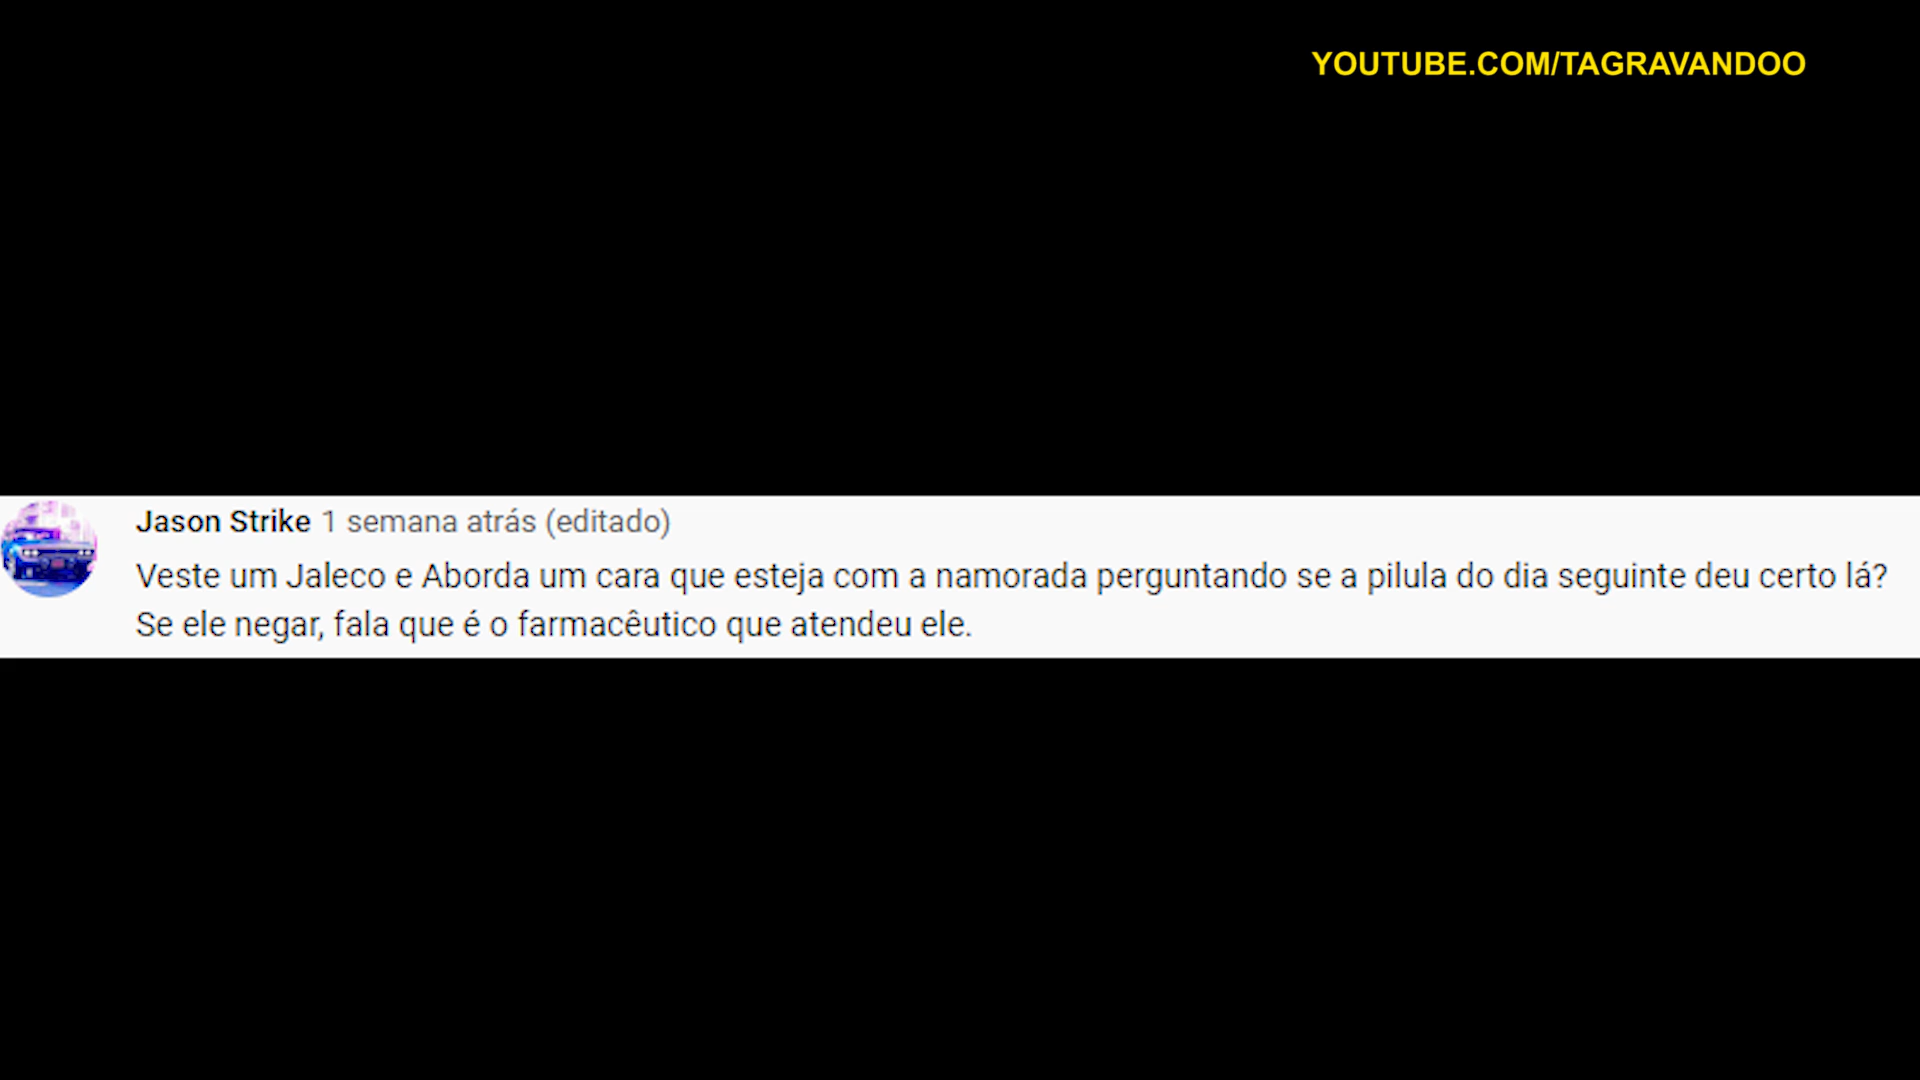 YOUTUBE.COM/TAGRAVANDOO
Jason Strike 1 semana atrás (editado)
Veste um Jaleco e Aborda um cara que esteja com a namorada perguntando se a pilula do dia seguinte deu certo lá?
Se ele negar, fala que é o farmacêutico que atendeu ele.